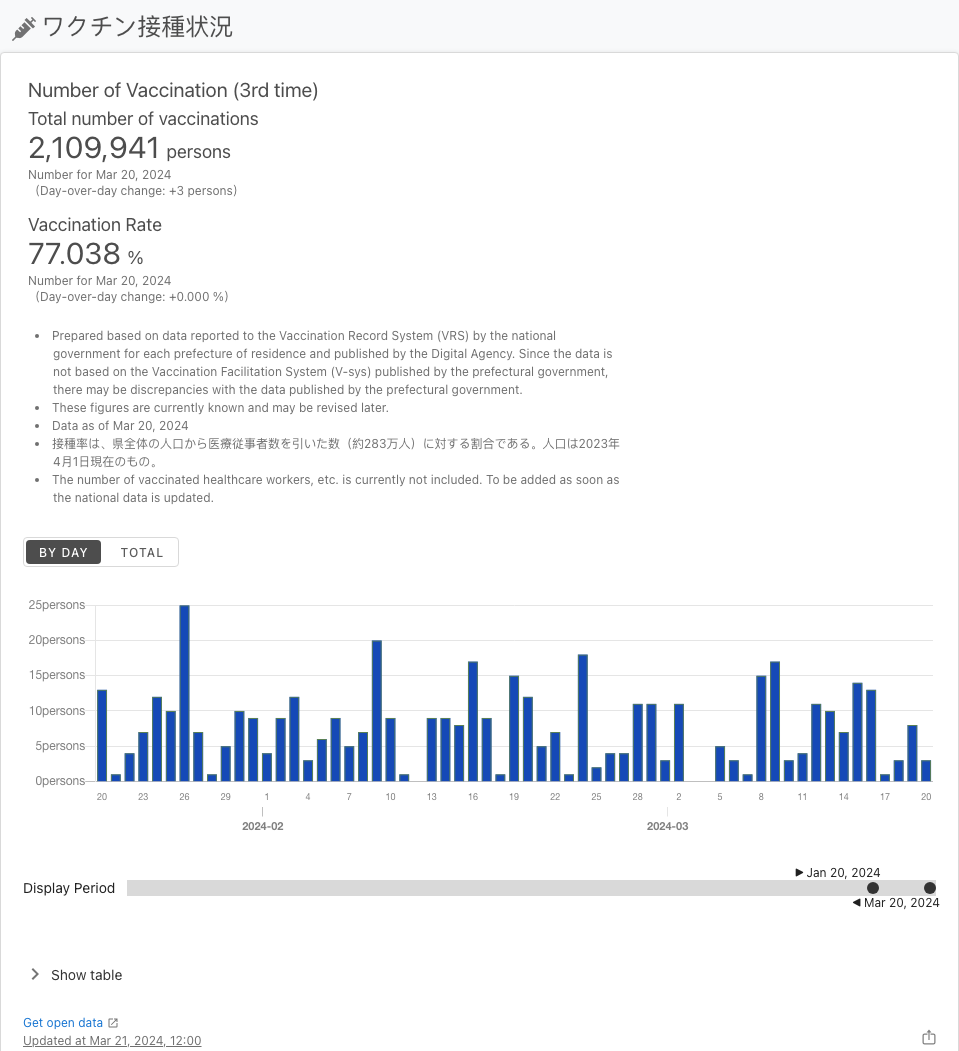 ワクチン接種状況
Number of Vaccination (3rd time)
Total number of vaccinations
2,109,941 persons
Number for Mar 20, 2024
(Day-over-day change: +3 persons)
Vaccination Rate
77.038 %
Number for Mar 20, 2024
(Day-over-day change: +0.000 %)
• Prepared based on data reported to the Vaccination Record System (VRS) by the national
government for each prefecture of residence and published by the Digital Agency. Since the data is
not based on the Vaccination Facilitation System (V-sys) published by the prefectural government,
there may be discrepancies with the data published by the prefectural government.
• These figures are currently known and may be revised later.
• Data as of Mar 20, 2024
• 接種率は、県全体の人口から医療従事者数を引いた数（約283万人）に対する割合である。人口は2023年
4月1日現在のもの。
• The number of vaccinated healthcare workers, etc. is currently not included. To be added as soon as
the national data is updated.
BY DAY TOTAL
25persons
20persons
15persons
10persons
5persons
0persons
20 23 26 29 1 4 7 10 13 16 19 22 25 28 2 5 8 11 14 17 20
2024-02 2024-03
Jan 20, 2024
Display Period
Mar 20, 2024
Show table
Get open data
Updated at Mar 21, 2024, 12:00